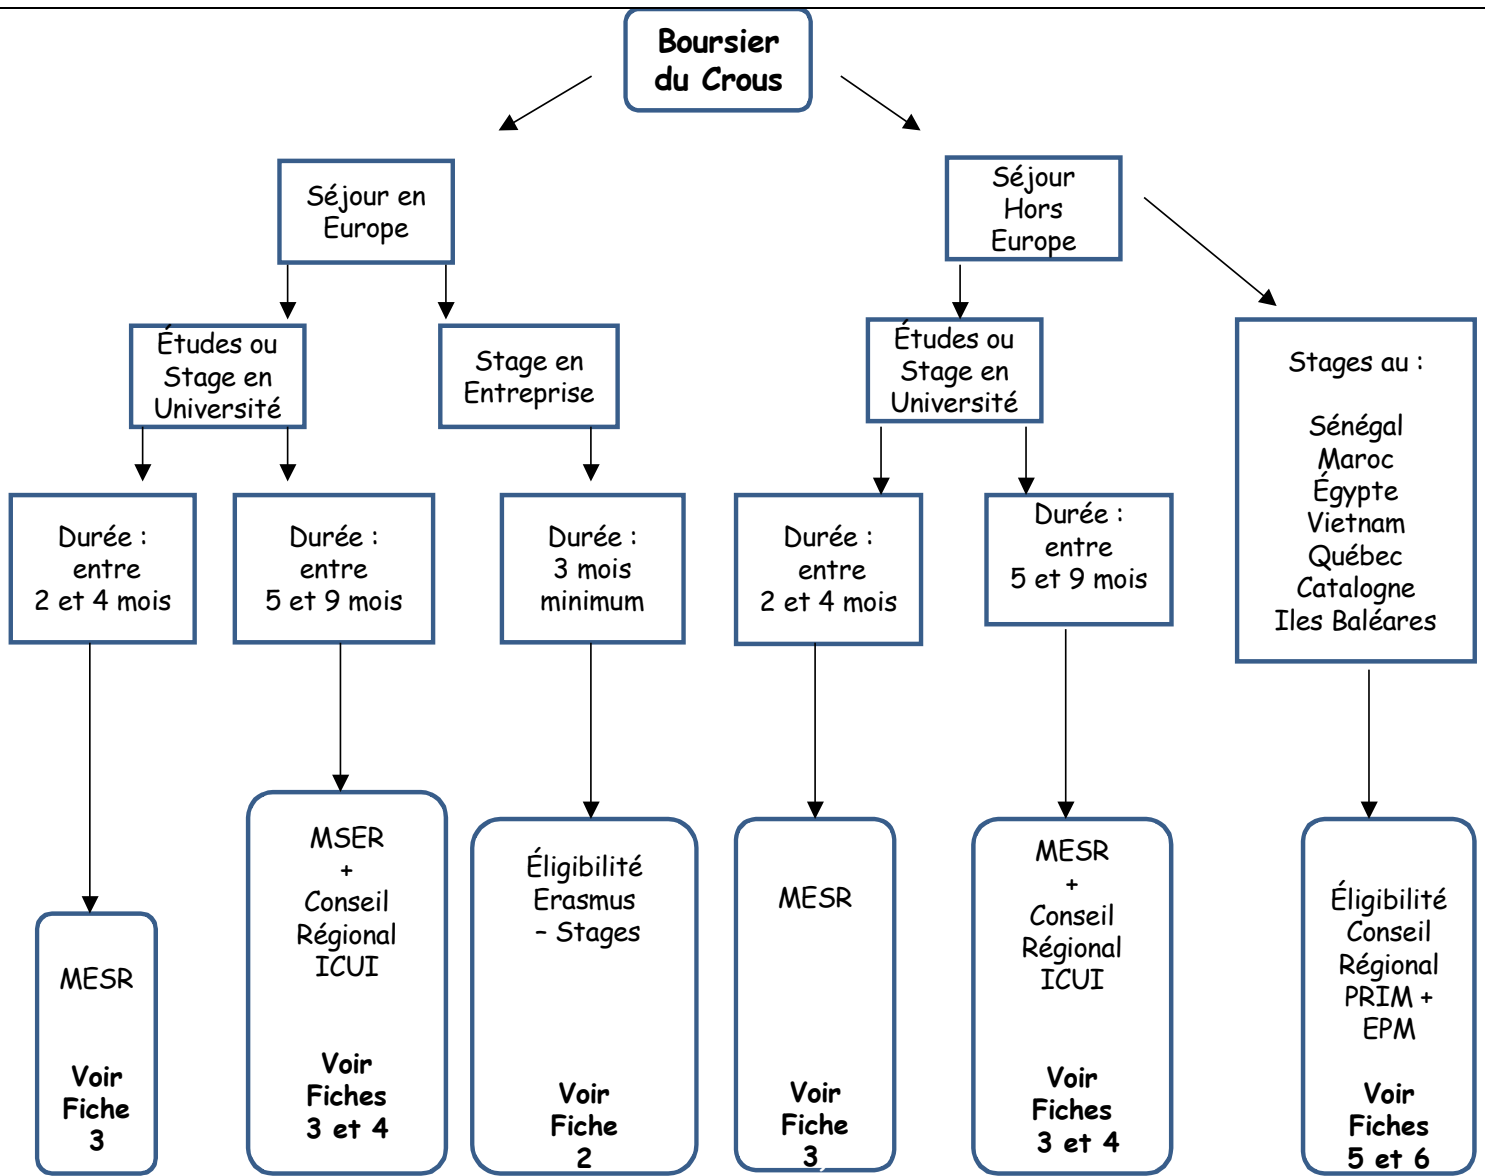 Boursier
du Crous
Séjour en
Europe
Séjour
Hors
Europe
Études ou
Stage en
Université
Stage en
Entreprise
Études ou
Stage en
Université
Stages au :
Sénégal
Maroc
Égypte
Vietnam
Québec
Catalogne
Iles Baléares
Durée :
entre
2 et 4 mois
Durée :
entre
5 et 9 mois
Durée :
3 mois
minimum
Durée :
entre
2 et 4 mois
Durée :
entre
5 et 9 mois
MESR
Voir
Fiche
3
MSER
+
Conseil
Régional
ICUI
Voir
Fiches
3 et 4
Éligibilité
Erasmus
– Stages
Voir
Fiche
2
MESR
Voir
Fiche
3
MESR
+
Conseil
Régional
ICUI
Voir
Fiches
3 et 4
Éligibilité
Conseil
Régional
PRIM +
EPM
Voir
Fiches
5 et 6